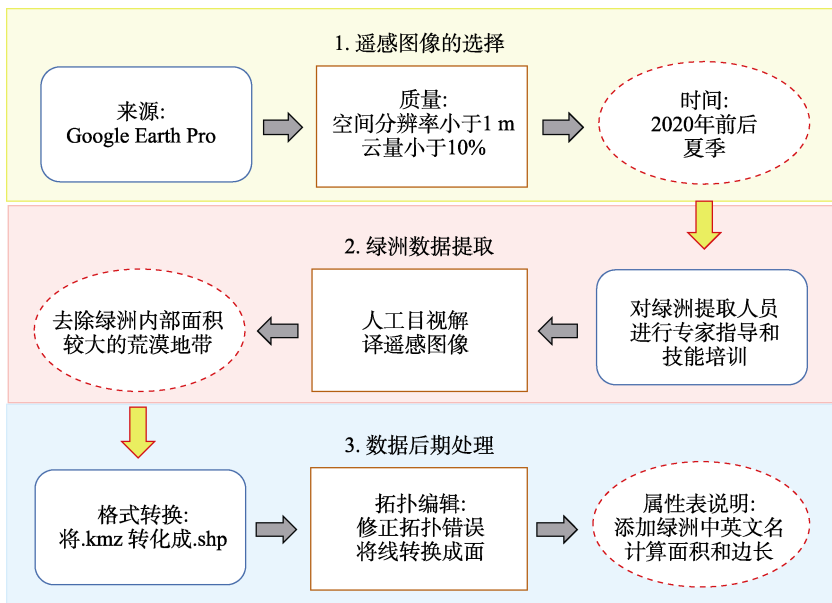 1. 遥感图像的选择
来源:
Google Earth Pro
质量:
空间分辨率小于1 m
云量小于10%
时间:
2020年前后
夏季
2. 绿洲数据提取
对绿洲提取人员
进行专家指导和
技能培训
人工目视解
译遥感图像
去除绿洲内部面积
较大的荒漠地带
3. 数据后期处理
格式转换:
将.kmz 转化成.shp
拓扑编辑:
修正拓扑错误
将线转换成面
属性表说明:
添加绿洲中英文名
计算面积和边长